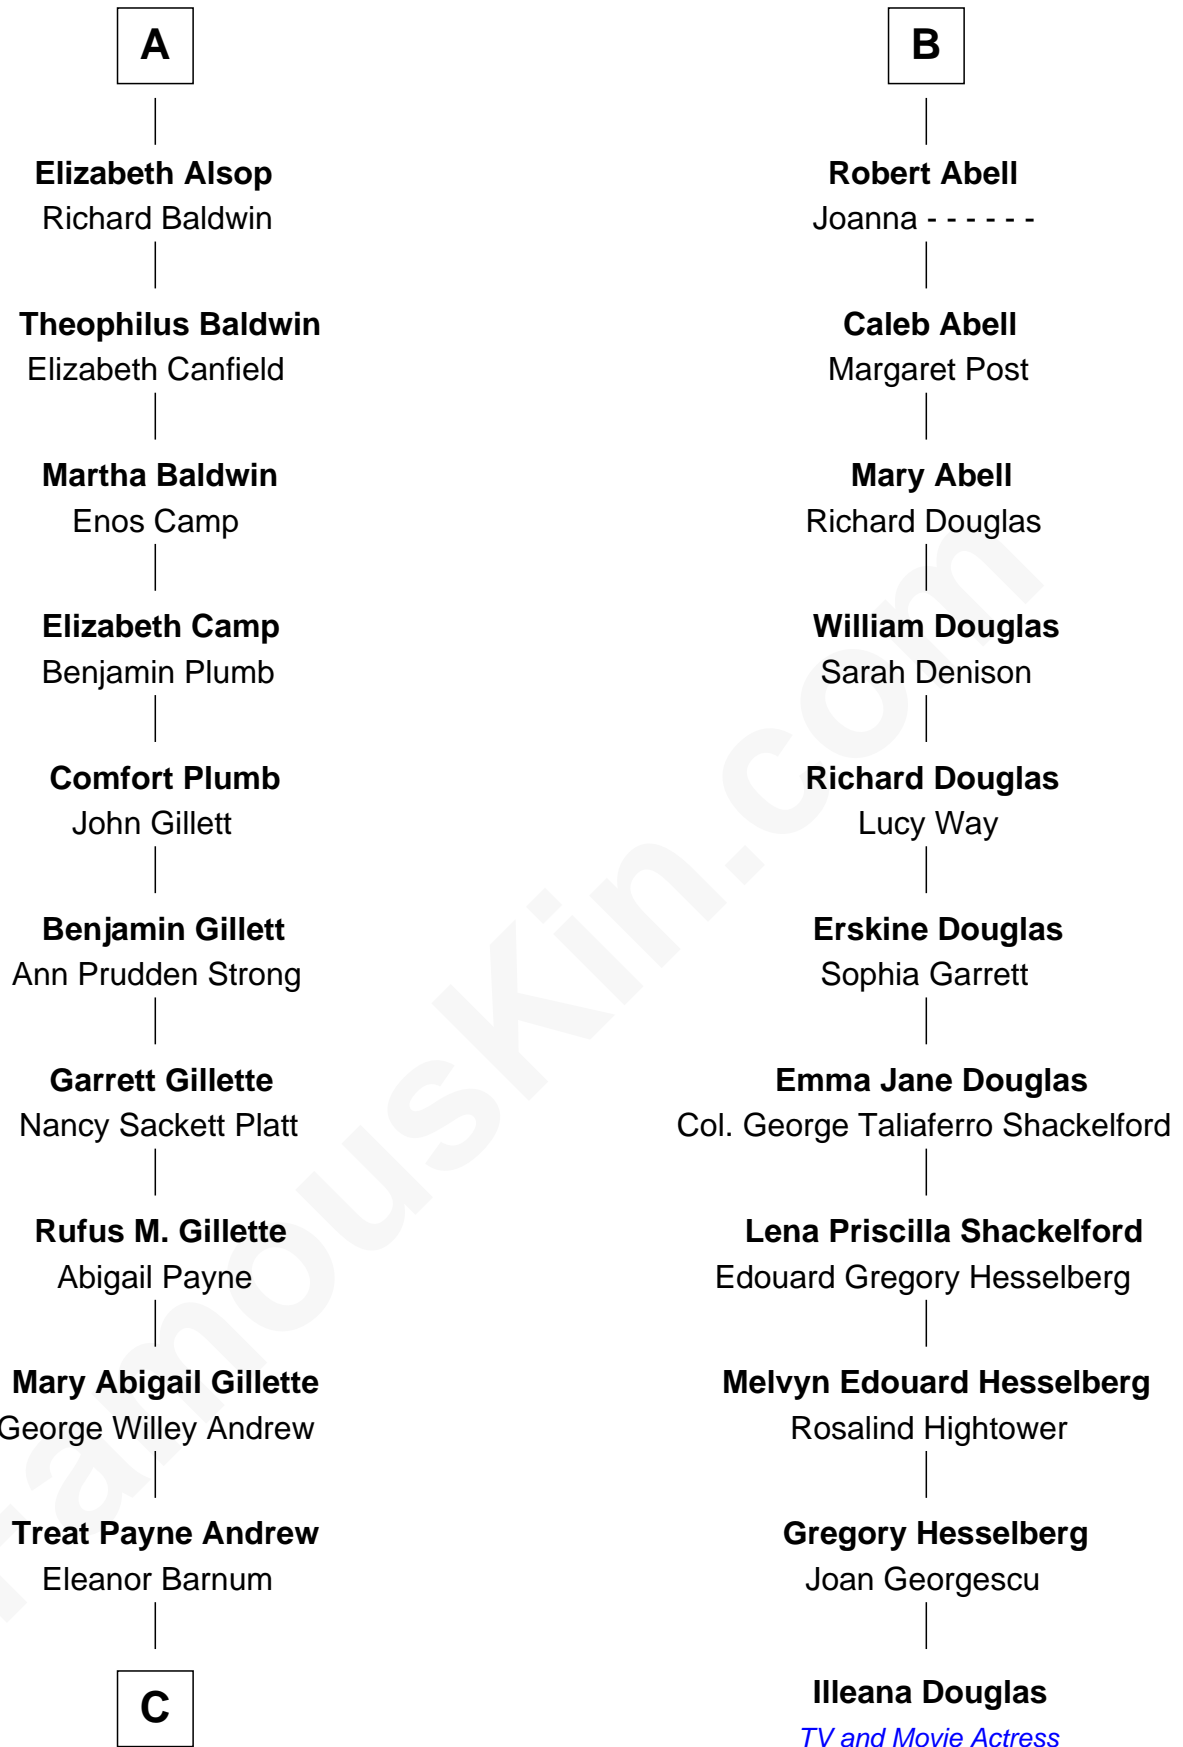 A
Elizabeth Alsop
Richard Baldwin
Theophilus Baldwin
Elizabeth Canfield
Martha Baldwin
Enos Camp
Elizabeth Camp
Benjamin Plumb
Comfort Plumb
John Gillett
Benjamin Gillett
Ann Prudden Strong
Garrett Gillette
Nancy Sackett Platt
Rufus M. Gillette
Abigail Payne
Mary Abigail Gillette
George Willey Andrew
Treat Payne Andrew
Eleanor Barnum
C
B
Robert Abell
Joanna - - - - - -
Caleb Abell
Margaret Post
Mary Abell
Richard Douglas
William Douglas
Sarah Denison
Richard Douglas
Lucy Way
Erskine Douglas
Sophia Garrett
Emma Jane Douglas
Col. George Taliaferro Shackelford
Lena Priscilla Shackelford
Edouard Gregory Hesselberg
Melvyn Edouard Hesselberg
Rosalind Hightower
Gregory Hesselberg
Joan Georgescu
Illeana Douglas
TV and Movie Actress
FamousKin.com